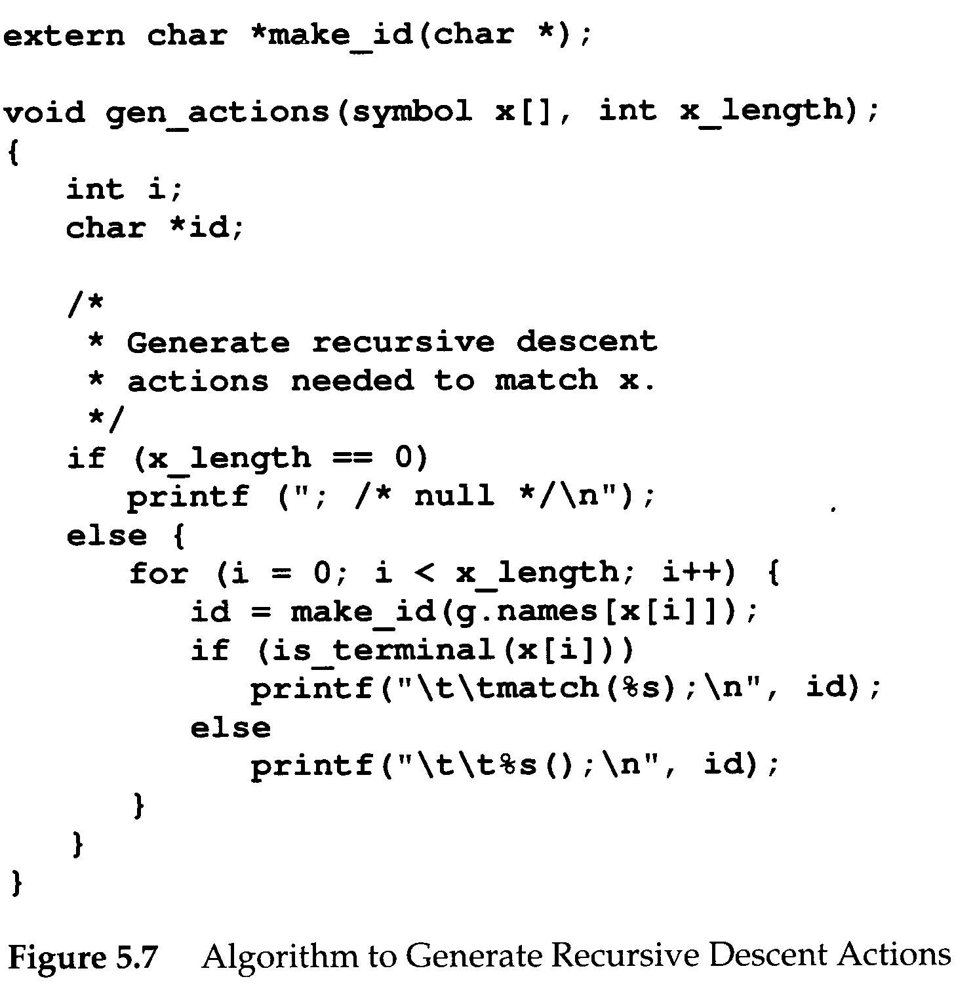 extern char *make_id(char *);
void gen_actions(symbol x[], int x_length);
{
int i;
char *id;
/*
* Generate recursive descent
* actions needed to match x.
*/
if (x_length == 0)
printf ("; /* null */\n");
else {
for (i = 0; i < x_length; i++) {
id = make_id(g.names[x[i]]);
if (is_terminal(x[i]))
printf("\t\tmatch(%s);\n", id);
else
printf("\t\t%s();\n", id);
}
}
}
Figure 5.7 Algorithm to Generate Recursive Descent Actions